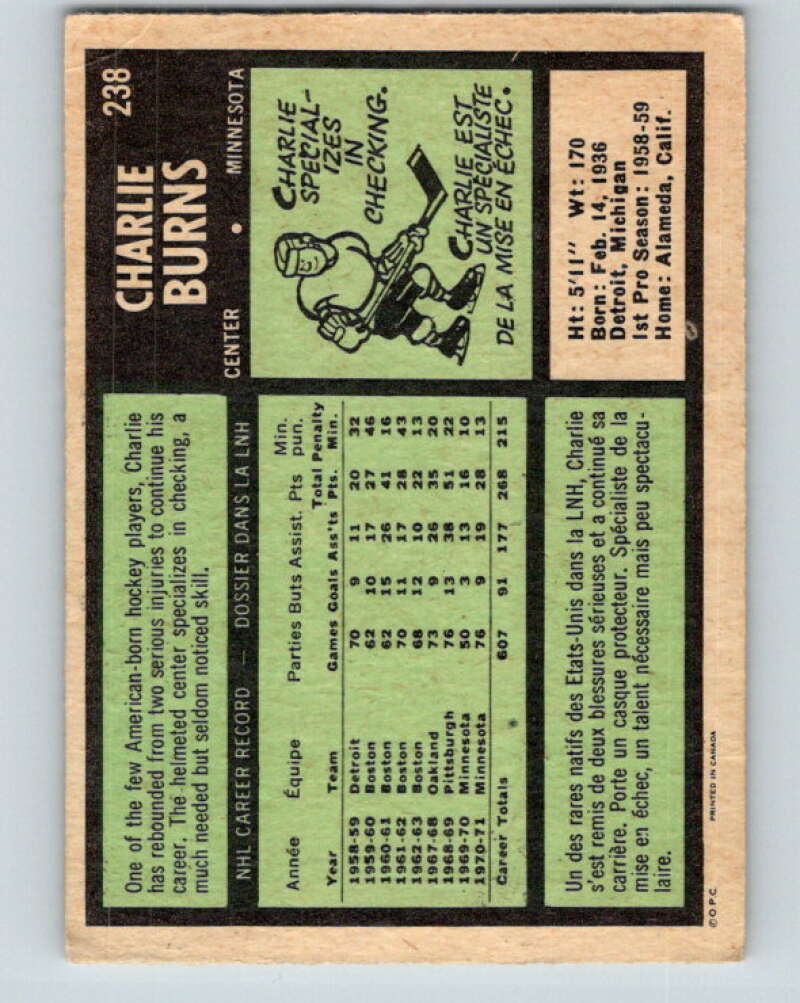 238
CHARLIE
BURNS
CENTER • MINNESOTA
One of the few American-born hockey players, Charlie
has rebounded from two serious injuries to continue his
career. The helmeted center specializes in checking, a
much needed but seldom noticed skill.
CHARLIE
SPECIAL-
IZES
IN
CHECKING.
CHARLIE EST
UN SPÉCIALISTE
DE LA MISE EN ÉCHEC.
NHL CAREER RECORD — DOSSIER DANS LA LNH
Année Équipe Parties Buts Assist. Pts Min. pun.
Year Team Games Goals Ass'ts Total Pts. Penalty Min.
1958-59 Detroit 70 9 11 20 32
1959-60 Boston 62 10 17 27 46
1960-61 Boston 62 15 26 41 16
1961-62 Boston 70 11 17 28 43
1962-63 Boston 68 12 10 22 13
1967-68 Oakland 73 9 26 35 20
1968-69 Pittsburgh 76 13 38 51 22
1969-70 Minnesota 50 3 13 16 10
1970-71 Minnesota 76 9 19 28 13
Career Totals 607 91 177 268 215
Ht: 5'11" Wt: 170
Born: Feb. 14, 1936
Detroit, Michigan
1st Pro Season: 1958-59
Home: Alameda, Calif.
Un des rares natifs des Etats-Unis dans la LNH, Charlie
s'est remis de deux blessures sérieuses et a continué sa
carrière. Porte un casque protecteur. Spécialiste de la
mise en échec, un talent nécessaire mais peu spectacu-
laire.
©O.P.C. PRINTED IN CANADA